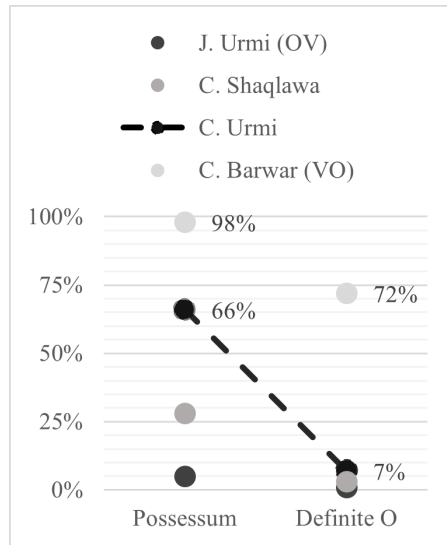 J. Urmi (OV)
C. Shaqlawa
C. Urmi
C. Barwar (VO)
100%
98%
75%
72%
66%
50%
25%
7%
0%
Possessum Definite O